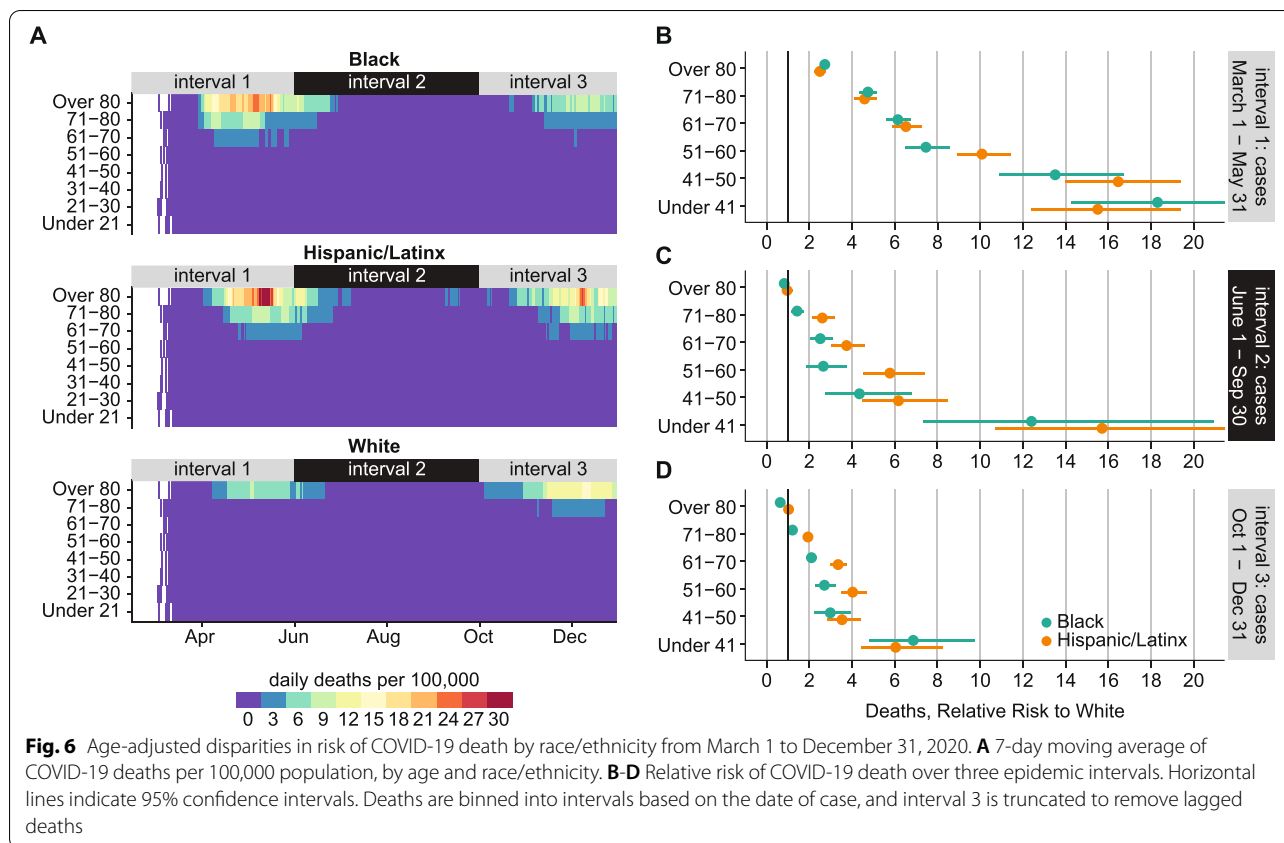 A
Black
interval 1 interval 2 interval 3
Over 80
71−80
61−70
51−60
41−50
31−40
21−30
Under 21
Hispanic/Latinx
interval 1 interval 2 interval 3
Over 80
71−80
61−70
51−60
41−50
31−40
21−30
Under 21
White
interval 1 interval 2 interval 3
Over 80
71−80
61−70
51−60
41−50
31−40
21−30
Under 21
Apr Jun Aug Oct Dec
daily deaths per 100,000
0 3 6 9 12 15 18 21 24 27 30
B
Over 80
71−80
61−70
51−60
41−50
Under 41
0 2 4 6 8 10 12 14 16 18 20
interval 1: cases
March 1 − May 31
C
Over 80
71−80
61−70
51−60
41−50
Under 41
0 2 4 6 8 10 12 14 16 18 20
interval 2: cases
June 1 − Sep 30
D
Over 80
71−80
61−70
51−60
41−50
Under 41
Black
Hispanic/Latinx
0 2 4 6 8 10 12 14 16 18 20
Deaths, Relative Risk to White
interval 3: cases
Oct 1 − Dec 31
Fig. 6 Age-adjusted disparities in risk of COVID-19 death by race/ethnicity from March 1 to December 31, 2020. A 7-day moving average of
COVID-19 deaths per 100,000 population, by age and race/ethnicity. B-D Relative risk of COVID-19 death over three epidemic intervals. Horizontal
lines indicate 95% confidence intervals. Deaths are binned into intervals based on the date of case, and interval 3 is truncated to remove lagged
deaths